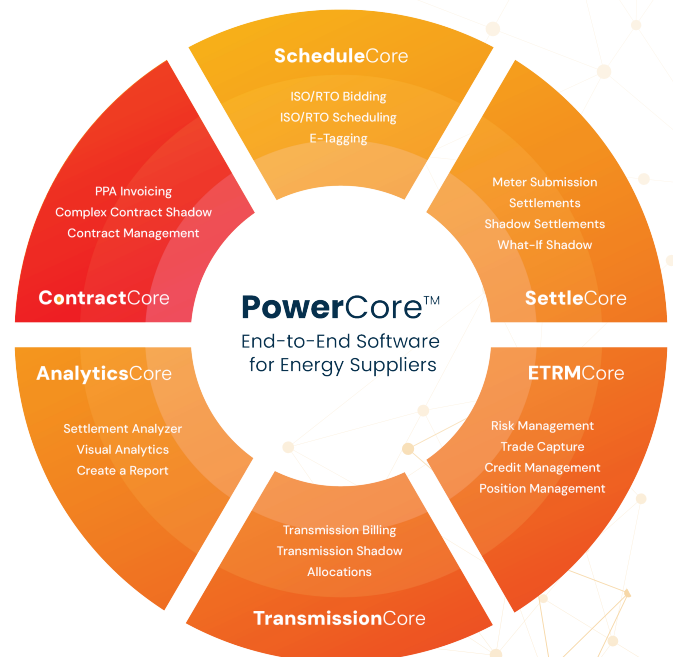 ScheduleCore
ISO/RTO Bidding
ISO/RTO Scheduling
E-Tagging
Meter Submission
Settlements
Shadow Settlements
What-If Shadow
SettleCore
ETRMCore
Risk Management
Trade Capture
Credit Management
Position Management
Transmission Billing
Transmission Shadow
Allocations
TransmissionCore
AnalyticsCore
Settlement Analyzer
Visual Analytics
Create a Report
PPA Invoicing
Complex Contract Shadow
Contract Management
ContractCore
PowerCore™
End-to-End Software
for Energy Suppliers